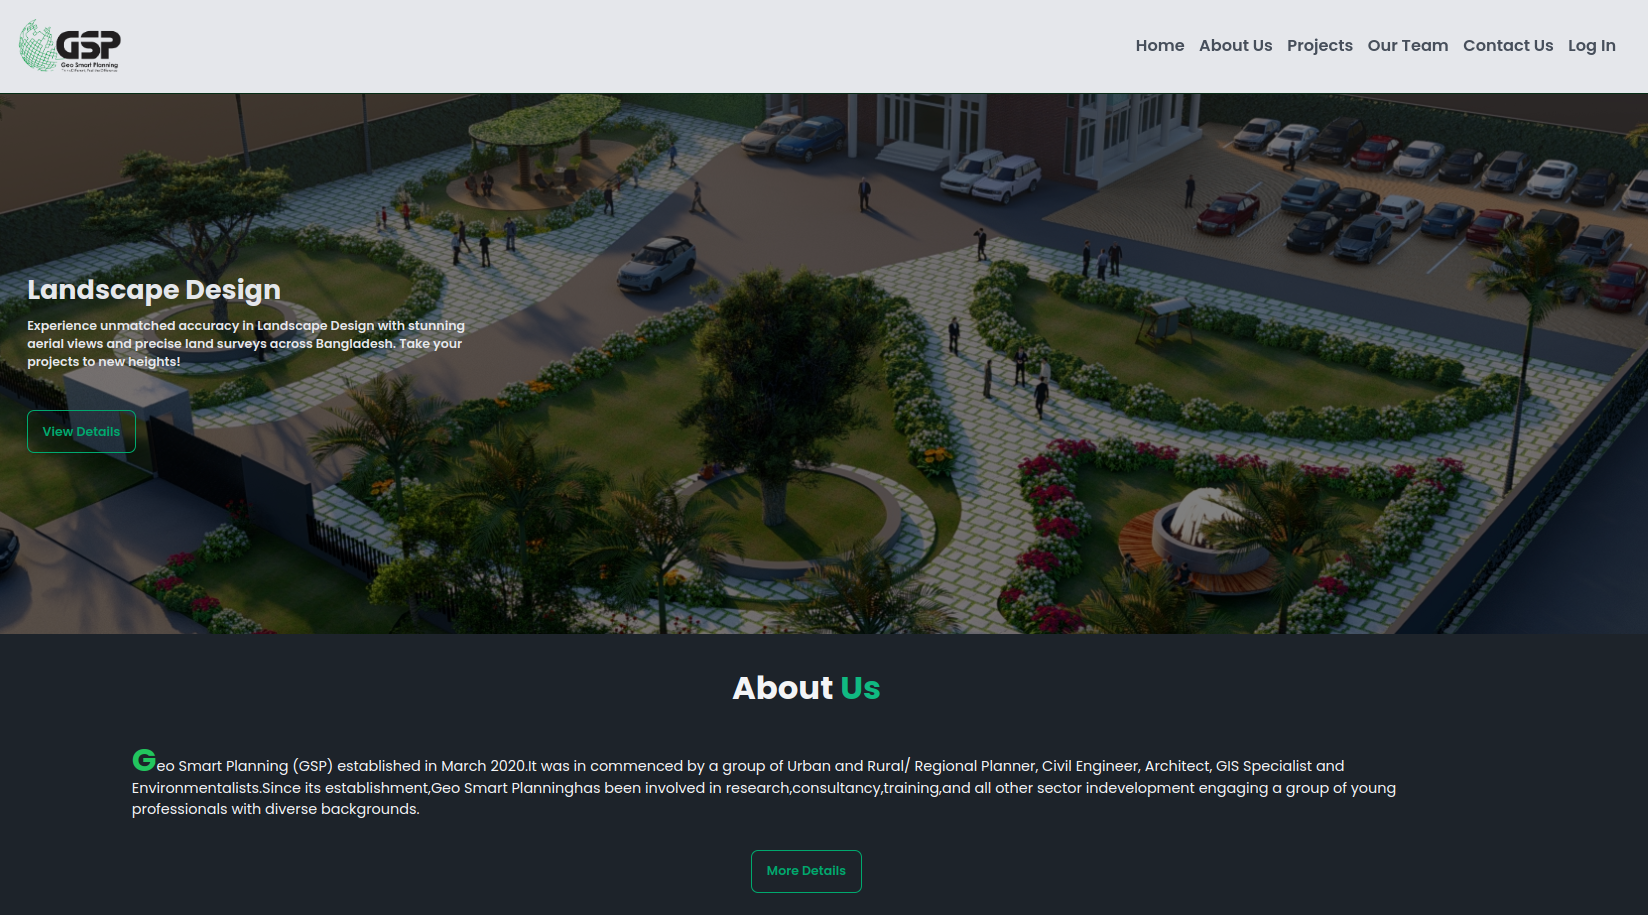 GSP
Geo Smart Planning
Home About Us Projects Our Team Contact Us Log In
Landscape Design
Experience unmatched accuracy in Landscape Design with stunning
aerial views and precise land surveys across Bangladesh. Take your
projects to new heights!
View Details
About Us
Geo Smart Planning (GSP) established in March 2020.It was in commenced by a group of Urban and Rural/ Regional Planner, Civil Engineer, Architect, GIS Specialist and
Environmentalists.Since its establishment,Geo Smart Planninghas been involved in research,consultancy,training,and all other sector indevelopment engaging a group of young
professionals with diverse backgrounds.
More Details